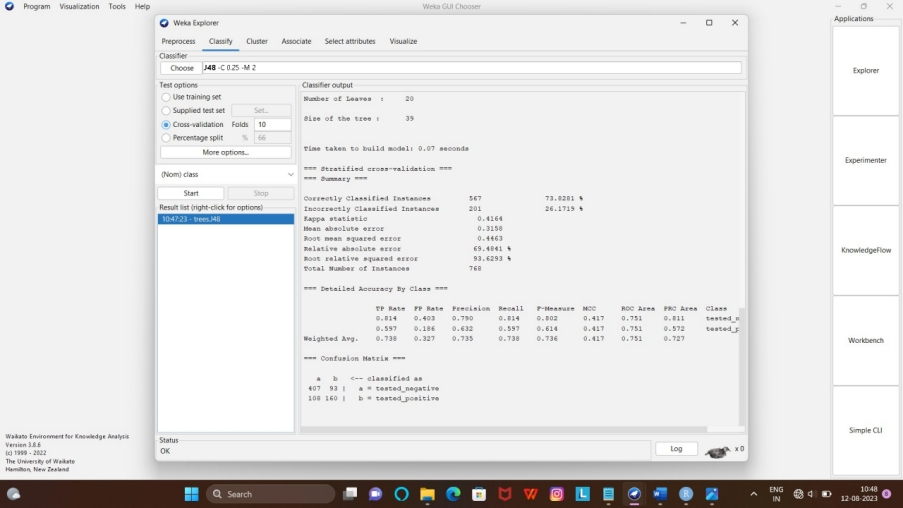 Program Visualization Tools Help
Weka GUI Chooser
Applications
Weka Explorer
Preprocess Classify Cluster Associate Select attributes Visualize
Classifier
Choose J48 -C 0.25 -M 2
Test options
Use training set
Supplied test set Set...
Cross-validation Folds 10
Percentage split % 66
More options...
(Nom) class
Start Stop
Result list (right-click for options)
10:47:23 - trees.J48
Classifier output
Number of Leaves : 20
Size of the tree : 39
Time taken to build model: 0.07 seconds
=== Stratified cross-validation ===
=== Summary ===
Correctly Classified Instances 567 73.8281 %
Incorrectly Classified Instances 201 26.1719 %
Kappa statistic 0.4164
Mean absolute error 0.3158
Root mean squared error 0.4463
Relative absolute error 69.4841 %
Root relative squared error 93.6293 %
Total Number of Instances 768
=== Detailed Accuracy By Class ===
TP Rate FP Rate Precision Recall F-Measure MCC ROC Area PRC Area Class
0.814 0.403 0.790 0.814 0.802 0.417 0.751 0.811 tested_n
0.597 0.186 0.632 0.597 0.614 0.417 0.751 0.572 tested_p
Weighted Avg. 0.738 0.327 0.735 0.738 0.736 0.417 0.751 0.727
=== Confusion Matrix ===
a b <-- classified as
407 93 | a = tested_negative
108 160 | b = tested_positive
Status
OK
Log
x 0
Explorer
Experimenter
KnowledgeFlow
Workbench
Simple CLI
Waikato Environment for Knowledge Analysis
Version 3.8.6
(c) 1999 - 2022
The University of Waikato
Hamilton, New Zealand
Search
ENG
IN
10:48
12-08-2023